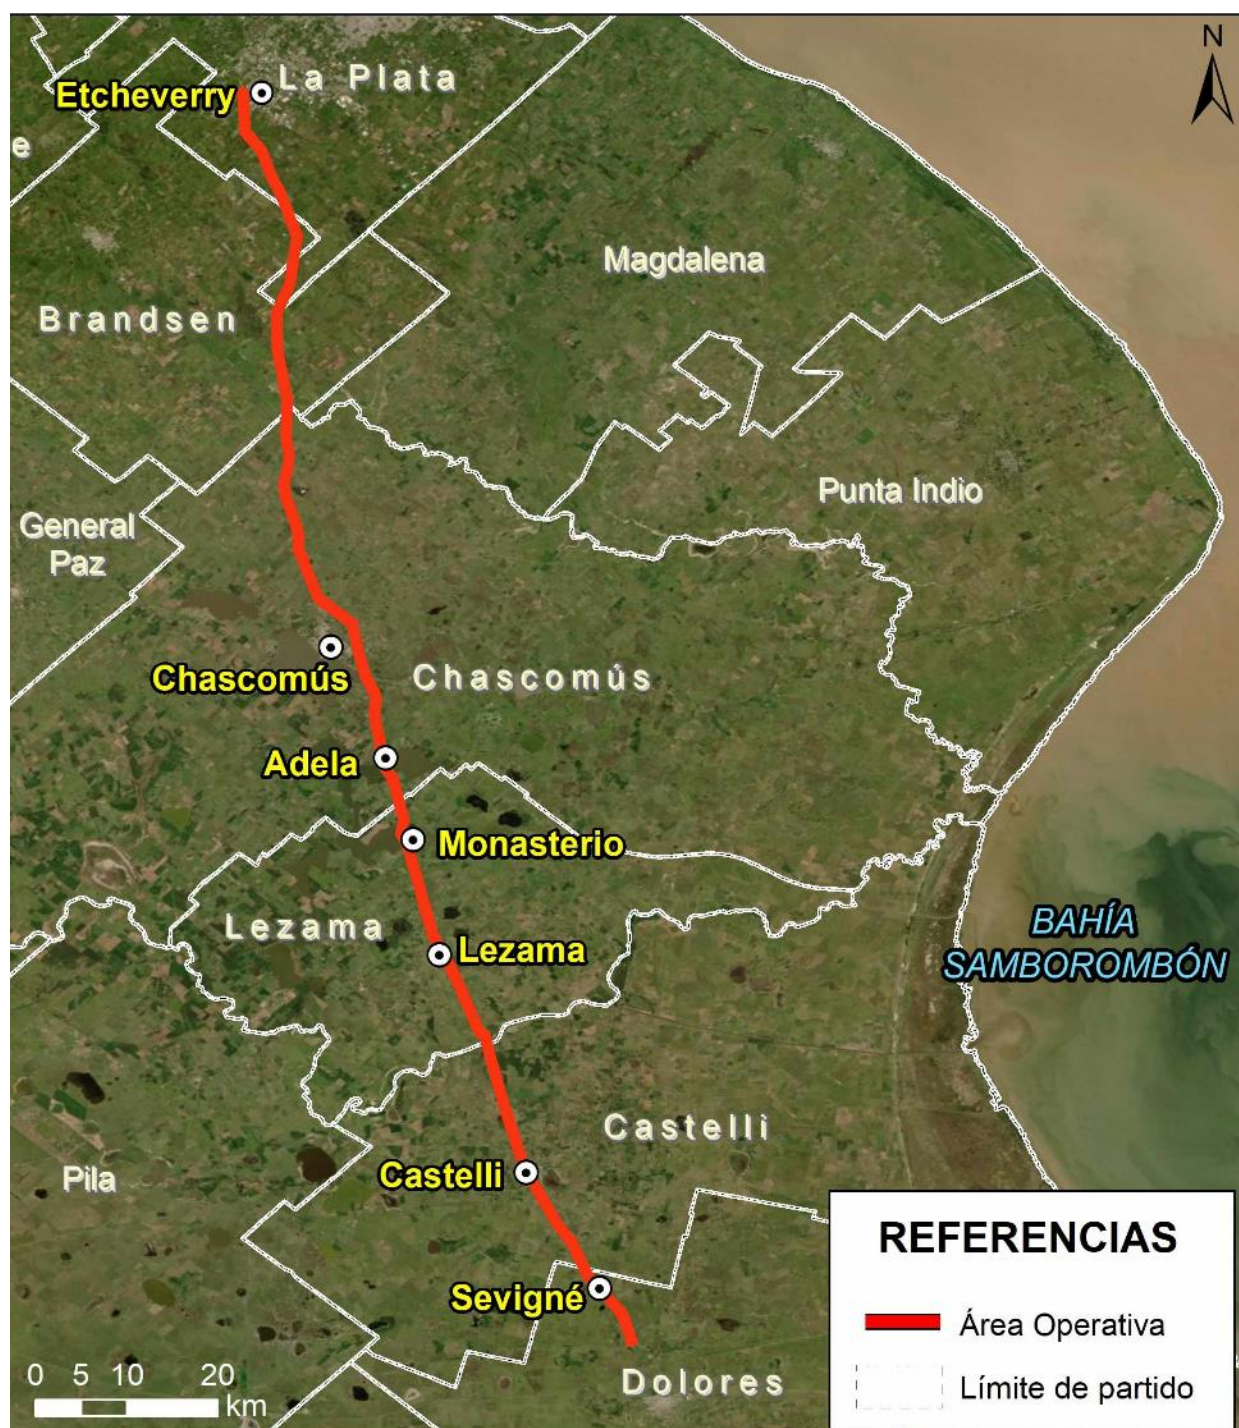 N
La Plata
Etcheverry
e
Magdalena
Brandsen
Punta Indio
General
Paz
Chascomús
Chascomús
Adela
Monasterio
Lezama
Lezama
BAHÍA
SAMBOROMBÓN
Castelli
Castelli
Pila
Sevigné
Dolores
REFERENCIAS
Área Operativa
Límite de partido
0 5 10 20
km